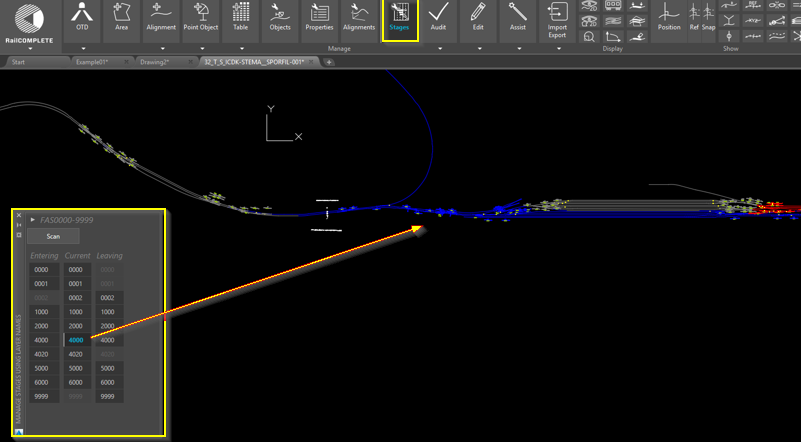 RailCOMPLETE
OTD
Area
Alignment
Point Object
Table
Objects
Properties
Alignments
Stages
Audit
Edit
Assist
Import
Export
Position
Ref
Snap
Manage
Display
Show
Start
Example01*
Drawing2*
32_T_S_ICDK-STEMA__SPORFIL-001*
Y
X
FAS0000-9999
Scan
Entering Current Leaving
0000 0000 0000
0001 0001 0001
0002 0002 0002
1000 1000 1000
2000 2000 2000
4000 4000 4000
4020 4020 4020
5000 5000 5000
6000 6000 6000
9999 9999 9999
MANAGE STAGES USING LAYER NAMES